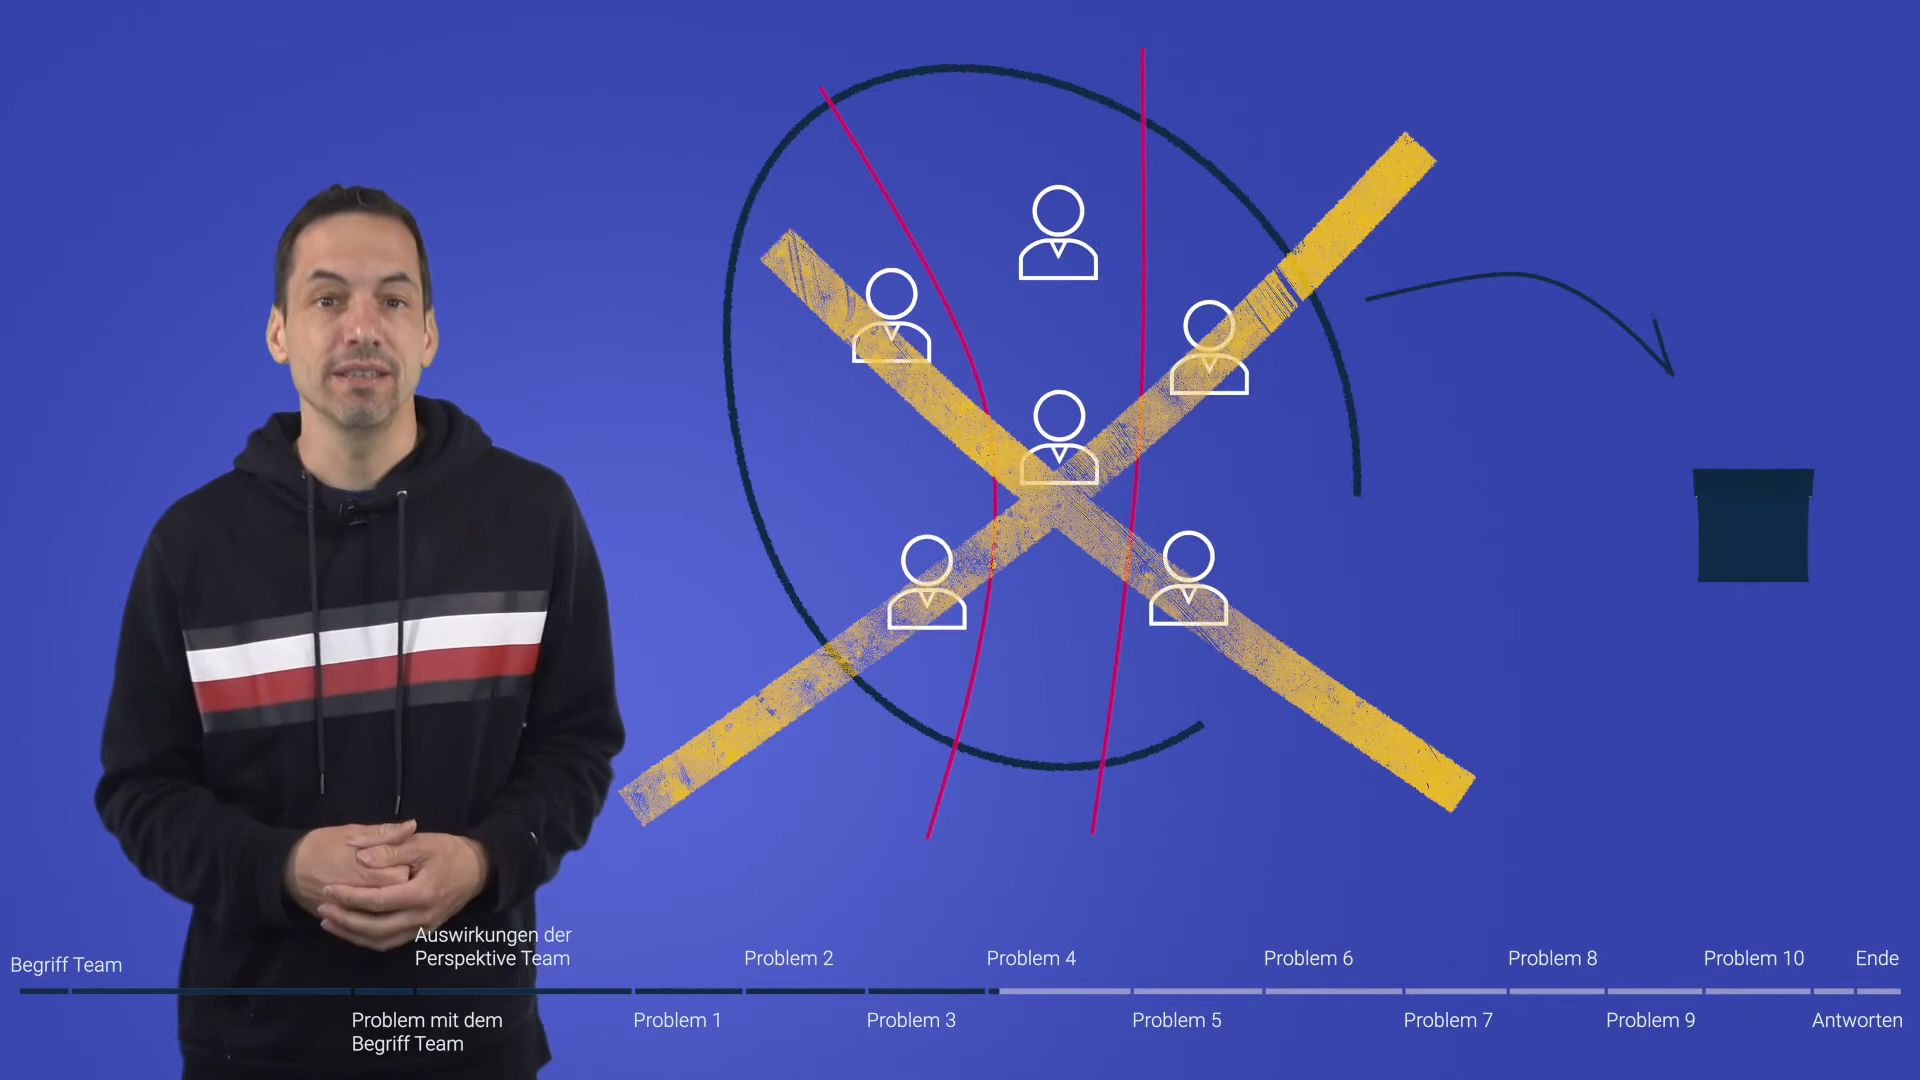 Begriff Team
Problem mit dem
Begriff Team
Auswirkungen der
Perspektive Team
Problem 1
Problem 2
Problem 3
Problem 4
Problem 5
Problem 6
Problem 7
Problem 8
Problem 9
Problem 10
Antworten
Ende